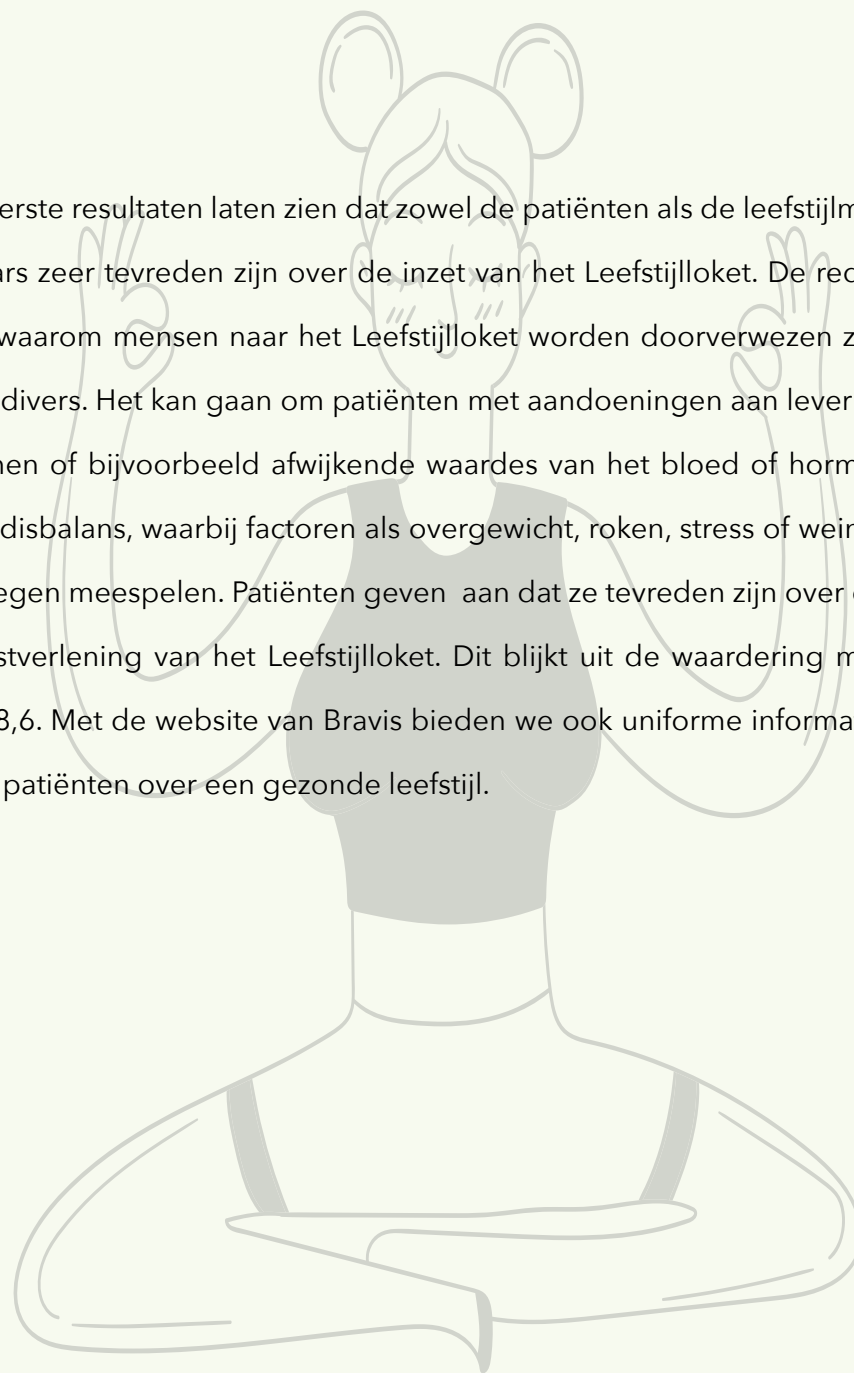 erste resultaten laten zien dat zowel de patiënten als de leefstijlm
ars zeer tevreden zijn over de inzet van het Leefstijlloket. De red
waarom mensen naar het Leefstijlloket worden doorverwezen z
divers. Het kan gaan om patiënten met aandoeningen aan lever
nen of bijvoorbeeld afwijkende waardes van het bloed of horm
disbalans, waarbij factoren als overgewicht, roken, stress of wein
egen meespelen. Patiënten geven  aan dat ze tevreden zijn over
stverlening van het Leefstijlloket. Dit blijkt uit de waardering m
8,6. Met de website van Bravis bieden we ook uniforme informa
patiënten over een gezonde leefstijl.